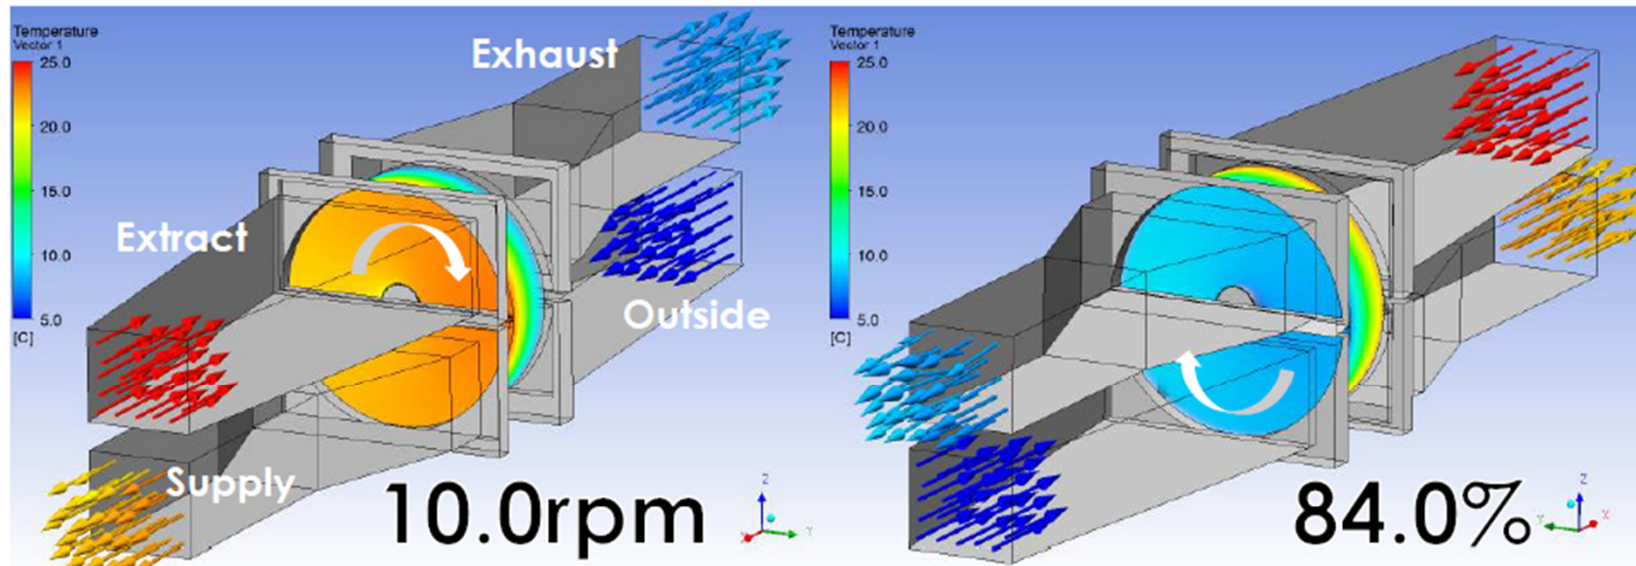 Temperature
Vector 1
25.0
20.0
15.0
10.0
5.0
[C]
Exhaust
Extract
Outside
Supply
10.0rpm
Z
Y
X
Temperature
Vector 1
25.0
20.0
15.0
10.0
5.0
[C]
84.0%
Z
Y
X